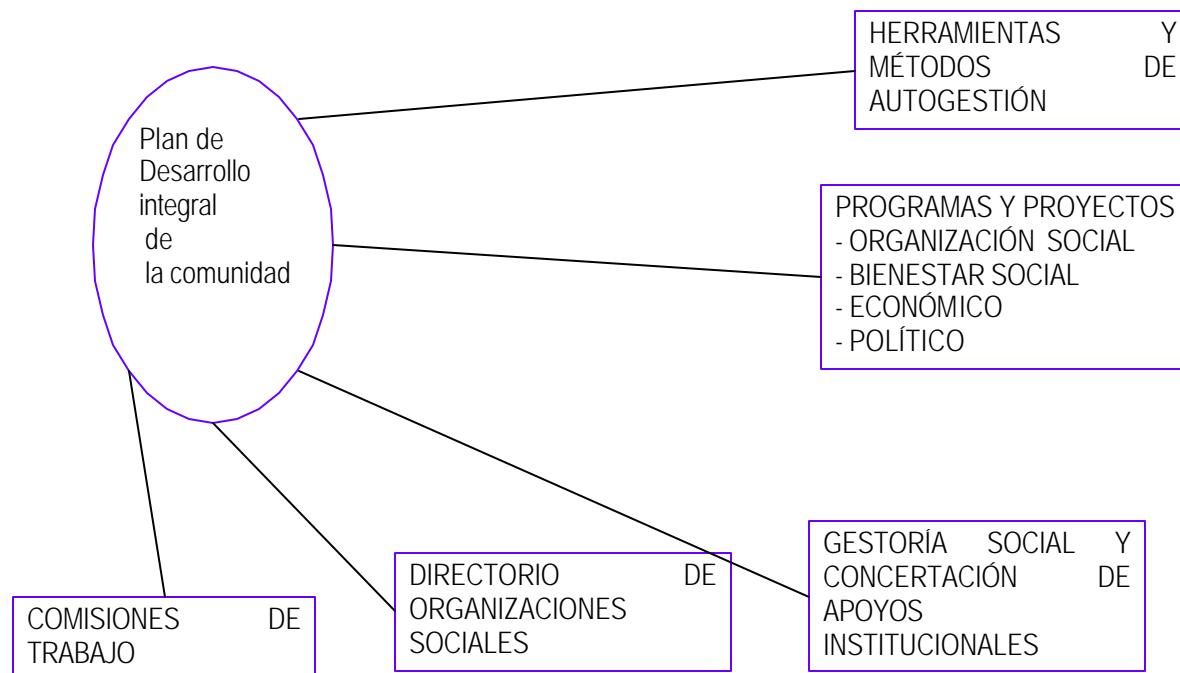 HERRAMIENTAS Y
MÉTODOS DE
AUTOGESTIÓN
Plan de
Desarrollo
integral
de
la comunidad
PROGRAMAS Y PROYECTOS
- ORGANIZACIÓN SOCIAL
- BIENESTAR SOCIAL
- ECONÓMICO
- POLÍTICO
COMISIONES DE
TRABAJO
DIRECTORIO DE
ORGANIZACIONES
SOCIALES
GESTORÍA SOCIAL Y
CONCERTACIÓN DE
APOYOS
INSTITUCIONALES